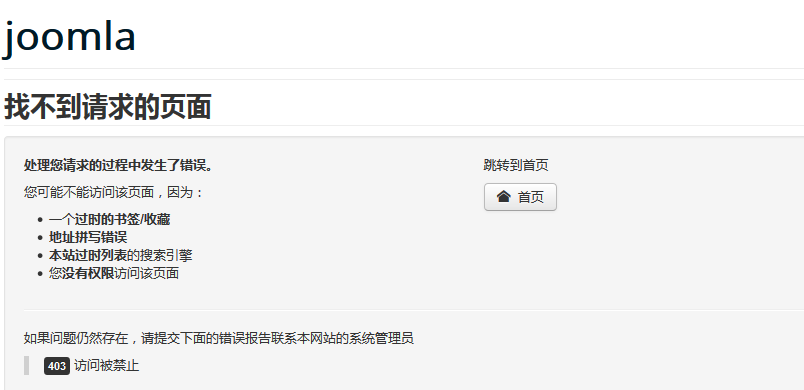 joomla
找不到请求的页面
处理您请求的过程中发生了错误。
您可能不能访问该页面，因为：
一个过时的书签/收藏
地址拼写错误
本站过时列表的搜索引擎
您没有权限访问该页面
跳转到首页
首页
如果问题仍然存在，请提交下面的错误报告联系本网站的系统管理员
403 访问被禁止